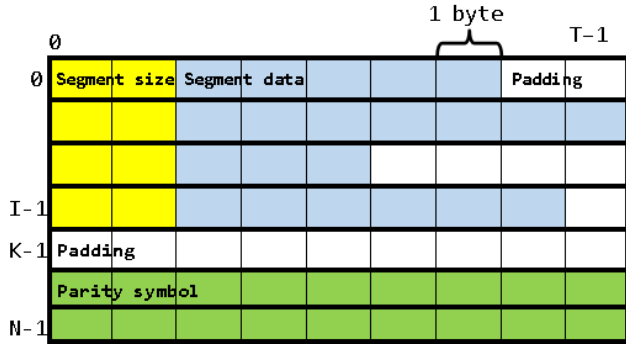 1 byte
0 T-1
0 Segment size Segment data Padding
I-1
K-1 Padding
Parity symbol
N-1